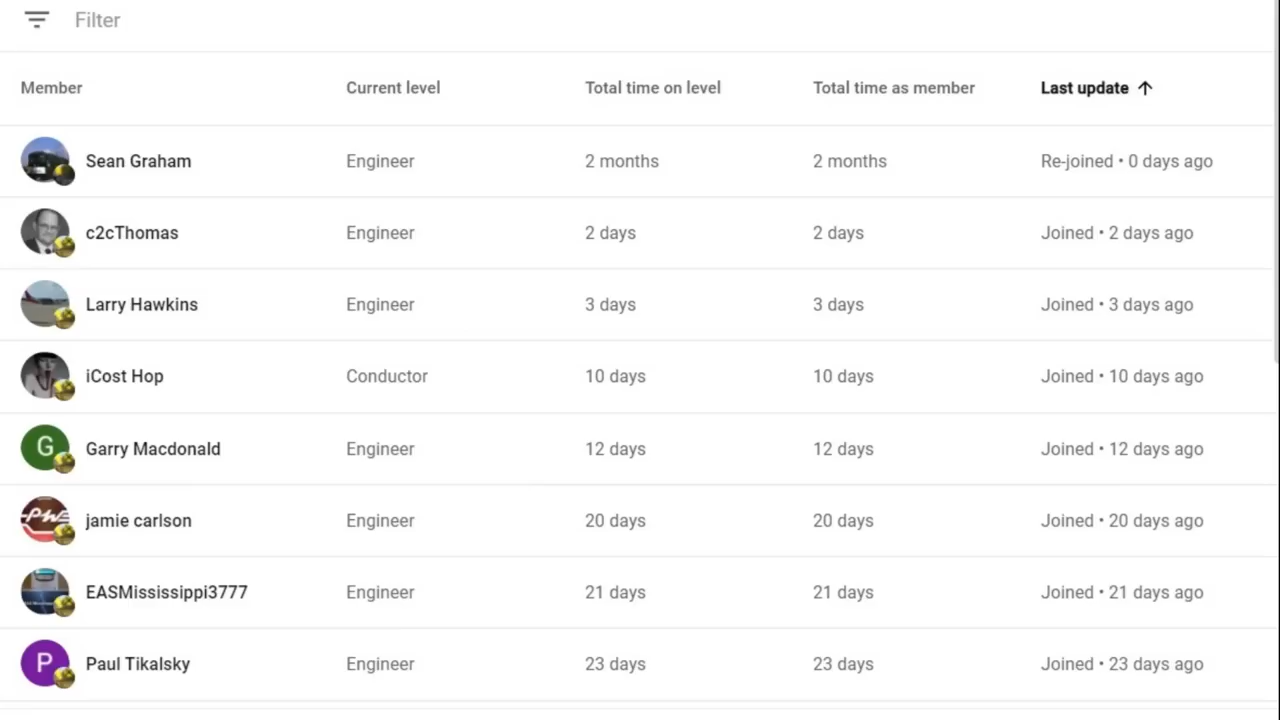 Filter
Member Current level Total time on level Total time as member Last update
Sean Graham Engineer 2 months 2 months Re-joined • 0 days ago
c2cThomas Engineer 2 days 2 days Joined • 2 days ago
Larry Hawkins Engineer 3 days 3 days Joined • 3 days ago
iCost Hop Conductor 10 days 10 days Joined • 10 days ago
G Garry Macdonald Engineer 12 days 12 days Joined • 12 days ago
jamie carlson Engineer 20 days 20 days Joined • 20 days ago
EASMississippi3777 Engineer 21 days 21 days Joined • 21 days ago
P Paul Tikalsky Engineer 23 days 23 days Joined • 23 days ago